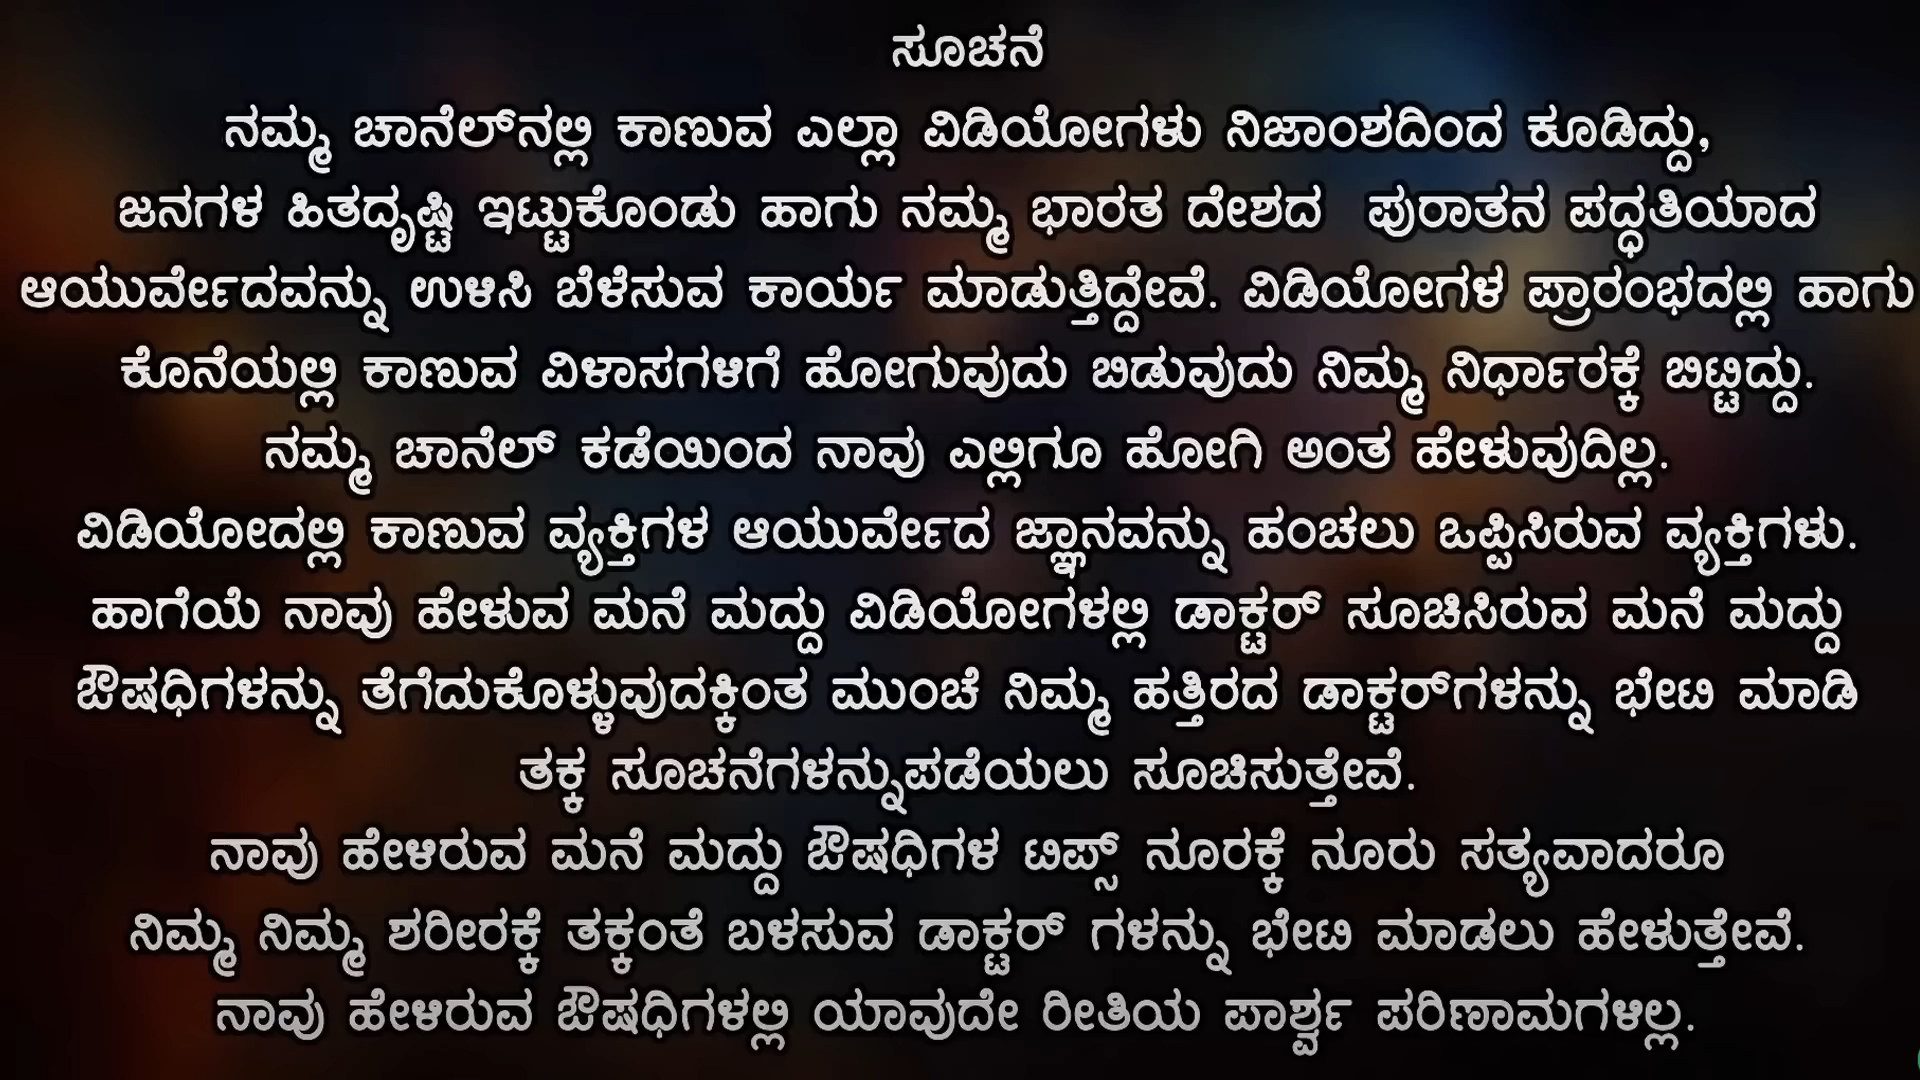 ಸೂಚನೆ
ನಮ್ಮ ಚಾನೆಲ್‌ನಲ್ಲಿ ಕಾಣುವ ಎಲ್ಲಾ ವಿಡಿಯೋಗಳು ನಿಜಾಂಶದಿಂದ ಕೂಡಿದ್ದು,
ಜನಗಳ ಹಿತದೃಷ್ಟಿ ಇಟ್ಟುಕೊಂಡು ಹಾಗು ನಮ್ಮ ಭಾರತ ದೇಶದ ಪುರಾತನ ಪದ್ಧತಿಯಾದ
ಆಯುರ್ವೇದವನ್ನು ಉಳಿಸಿ ಬೆಳೆಸುವ ಕಾರ್ಯ ಮಾಡುತ್ತಿದ್ದೇವೆ. ವಿಡಿಯೋಗಳ ಪ್ರಾರಂಭದಲ್ಲಿ ಹಾಗು
ಕೊನೆಯಲ್ಲಿ ಕಾಣುವ ವಿಳಾಸಗಳಿಗೆ ಹೋಗುವುದು ಬಿಡುವುದು ನಿಮ್ಮ ನಿರ್ಧಾರಕ್ಕೆ ಬಿಟ್ಟಿದ್ದು.
ನಮ್ಮ ಚಾನೆಲ್ ಕಡೆಯಿಂದ ನಾವು ಎಲ್ಲಿಗೂ ಹೋಗಿ ಅಂತ ಹೇಳುವುದಿಲ್ಲ.
ವಿಡಿಯೋದಲ್ಲಿ ಕಾಣುವ ವ್ಯಕ್ತಿಗಳ ಆಯುರ್ವೇದ ಜ್ಞಾನವನ್ನು ಹಂಚಲು ಒಪ್ಪಿಸಿರುವ ವ್ಯಕ್ತಿಗಳು.
ಹಾಗೆಯೆ ನಾವು ಹೇಳುವ ಮನೆ ಮದ್ದು ವಿಡಿಯೋಗಳಲ್ಲಿ ಡಾಕ್ಟರ್ ಸೂಚಿಸಿರುವ ಮನೆ ಮದ್ದು
ಔಷಧಿಗಳನ್ನು ತೆಗೆದುಕೊಳ್ಳುವುದಕ್ಕಿಂತ ಮುಂಚೆ ನಿಮ್ಮ ಹತ್ತಿರದ ಡಾಕ್ಟರ್‌ಗಳನ್ನು ಭೇಟಿ ಮಾಡಿ
ತಕ್ಕ ಸೂಚನೆಗಳನ್ನುಪಡೆಯಲು ಸೂಚಿಸುತ್ತೇವೆ.
ನಾವು ಹೇಳಿರುವ ಮನೆ ಮದ್ದು ಔಷಧಿಗಳ ಟಿಪ್ಸ್ ನೂರಕ್ಕೆ ನೂರು ಸತ್ಯವಾದರೂ
ನಿಮ್ಮ ನಿಮ್ಮ ಶರೀರಕ್ಕೆ ತಕ್ಕಂತೆ ಬಳಸುವ ಡಾಕ್ಟರ್ ಗಳನ್ನು ಭೇಟಿ ಮಾಡಲು ಹೇಳುತ್ತೇವೆ.
ನಾವು ಹೇಳಿರುವ ಔಷಧಿಗಳಲ್ಲಿ ಯಾವುದೇ ರೀತಿಯ ಪಾರ್ಶ್ವ ಪರಿಣಾಮಗಳಿಲ್ಲ.